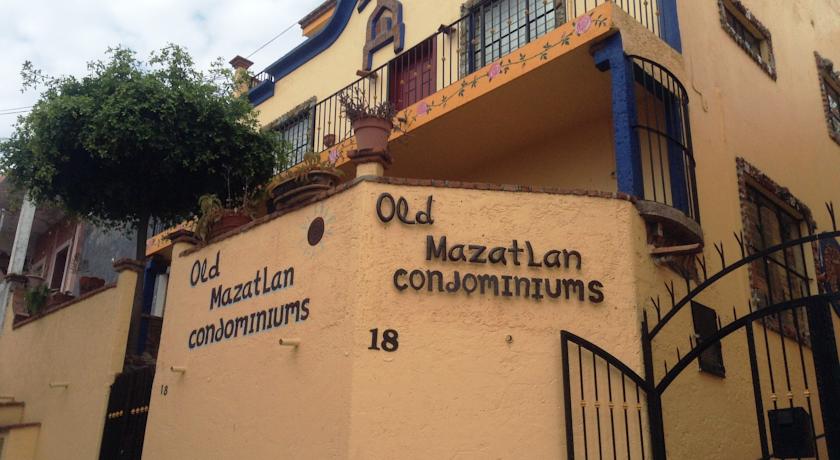 Old
Mazatlan
condominiums
18
Old
Mazatlan
condominiums
18